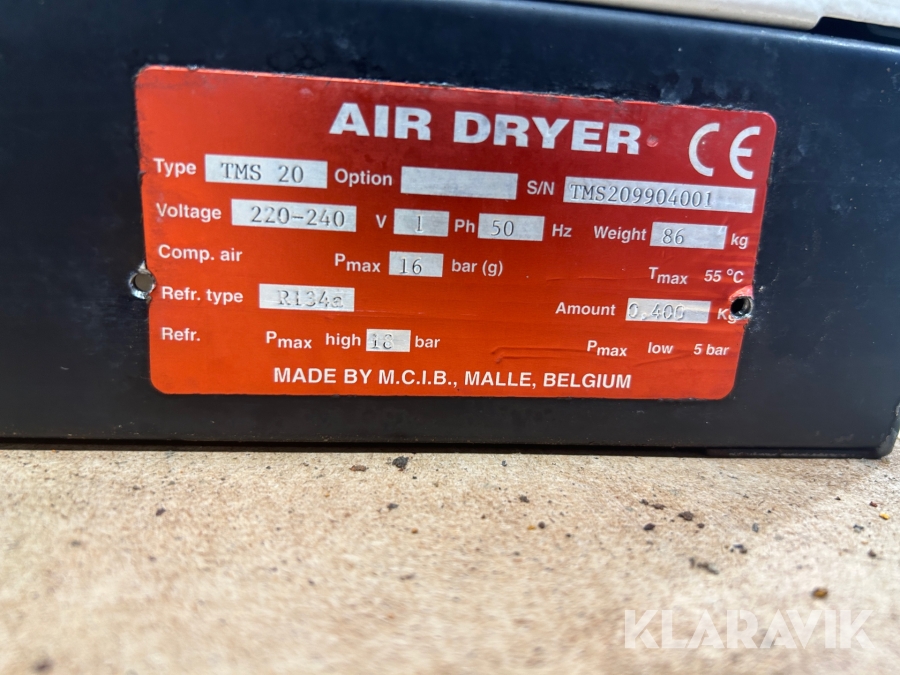 AIR DRYER CE
Type TMS 20 Option S/N TMS209904001
Voltage 220-240 V 1 Ph 50 Hz Weight 86 kg
Comp. air Pmax 16 bar (g) Tmax 55 °C
Refr. type R134a Amount 0,400 Kg
Refr. Pmax high 18 bar Pmax low 5 bar
MADE BY M.C.I.B., MALLE, BELGIUM
KLARAVIK